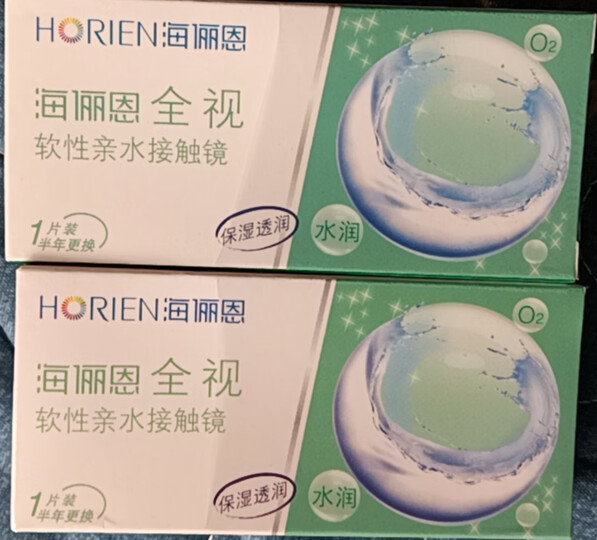 HORIEN海俪恩
O2
海俪恩 全视
软性亲水接触镜
1片装
半年更换
保湿透润
水润
HORIEN海俪恩
O2
海俪恩 全视
软性亲水接触镜
1片装
半年更换
保湿透润
水润